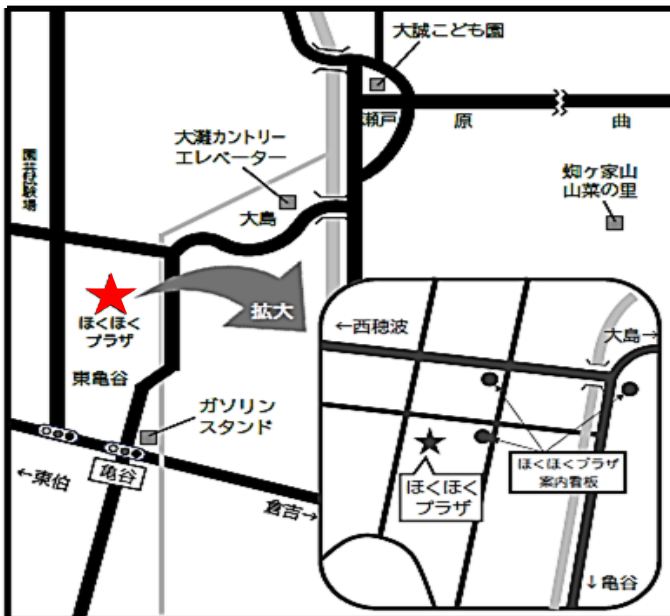 大誠こども園
瀬戸
原
曲
大灘カントリー
エレベーター
園芸試験場
蜘ヶ家山
山菜の里
大島
ほくほく
プラザ
拡大
東亀谷
ガソリン
スタンド
亀谷
←東伯
倉吉→
←西穂波
大島→
ほくほくプラザ
案内看板
ほくほく
プラザ
↓亀谷